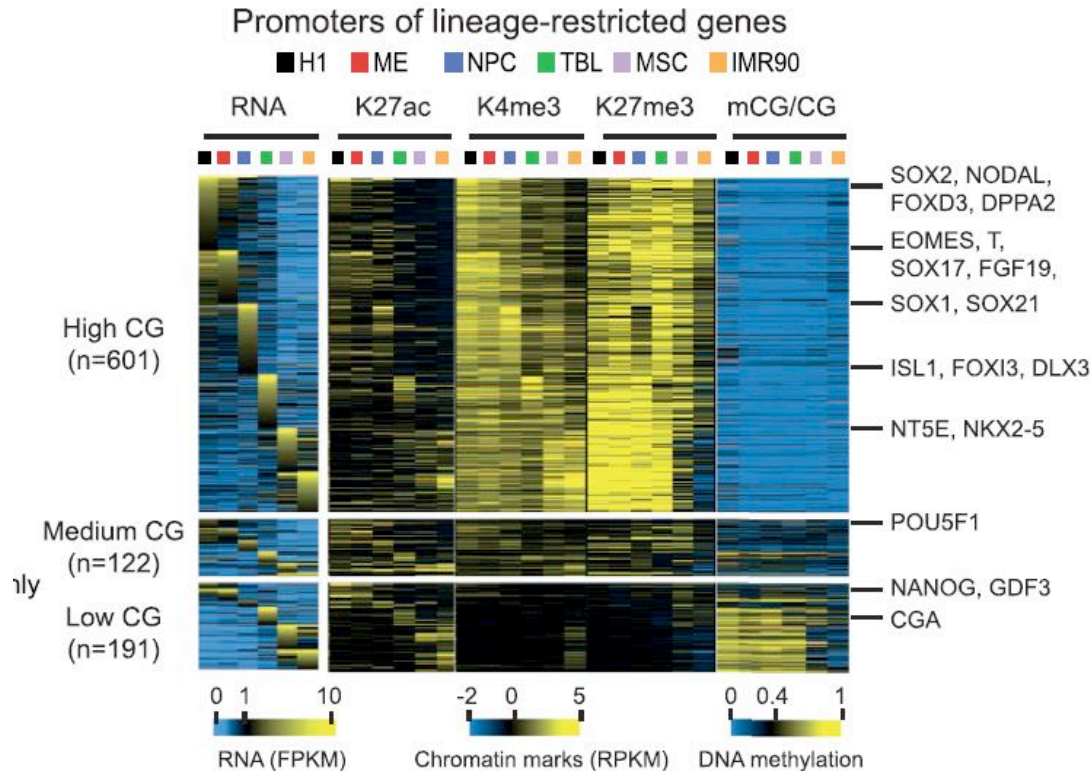 Promoters of lineage-restricted genes
H1 ME NPC TBL MSC IMR90
RNA K27ac K4me3 K27me3 mCG/CG
High CG
(n=601)
SOX2, NODAL,
FOXD3, DPPA2
EOMES, T,
SOX17, FGF19,
SOX1, SOX21
ISL1, FOXI3, DLX3
NT5E, NKX2-5
Medium CG
(n=122)
POU5F1
nly
Low CG
(n=191)
NANOG, GDF3
CGA
0 1 10
RNA (FPKM)
-2 0 5
Chromatin marks (RPKM)
0 0.4 1
DNA methylation